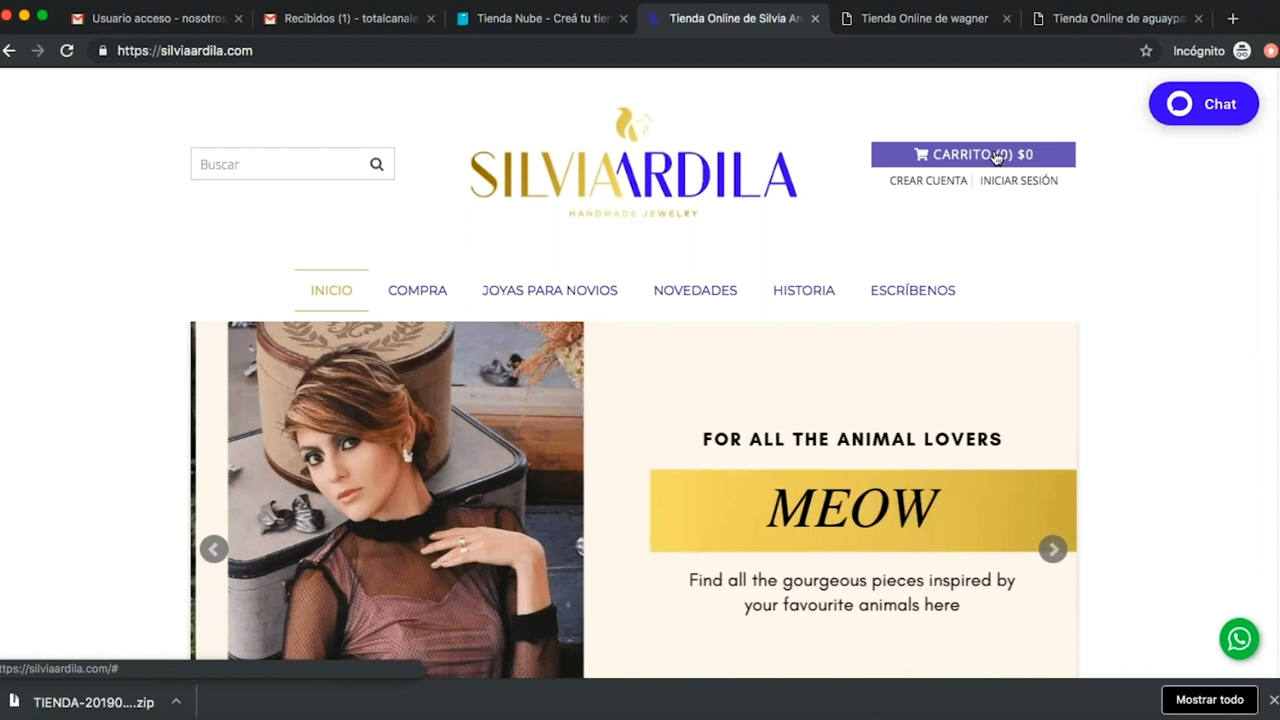 Usuario acceso - nosotros
Recibidos (1) - totalcanale
Tienda Nube - Creá tu tien
Tienda Online de Silvia Ar
Tienda Online de wagner
Tienda Online de aguaypa
https://silviaardila.com
Incógnito
Chat
Buscar
SILVIAARDILA
HANDMADE JEWELRY
CARRITO (0) $0
CREAR CUENTA
INICIAR SESIÓN
INICIO
COMPRA
JOYAS PARA NOVIOS
NOVEDADES
HISTORIA
ESCRÍBENOS
FOR ALL THE ANIMAL LOVERS
MEOW
Find all the gourgeous pieces inspired by
your favourite animals here
ttps://silviaardila.com/#
TIENDA-20190....zip
Mostrar todo